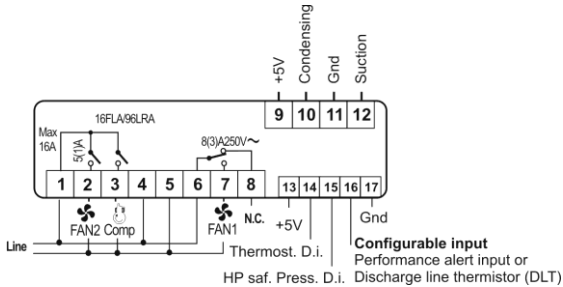 +5V
Condensing
Gnd
Suction
9 10 11 12
16FLA/96LRA
Max
16A
5(1)A
8(3)A250V~
1 2 3 4 5 6 7 8
13 14 15 16 17
N.C.
+5V
Gnd
FAN2 Comp
FAN1
Line
Thermost. D.i.
HP saf. Press. D.i.
Configurable input
Performance alert input or
Discharge line thermistor (DLT)